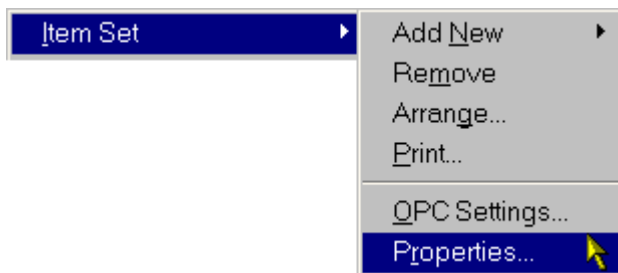 Item Set
Add New
Remove
Arrange...
Print...
OPC Settings...
Properties...